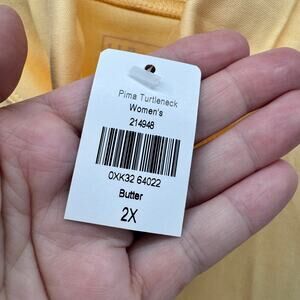 Pima Turtleneck
Women's
214948
0XK32 64022
Butter
2X